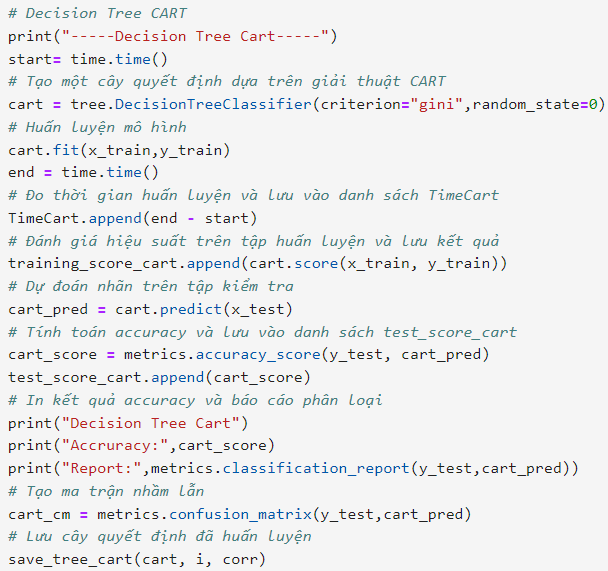 # Decision Tree CART
print("-----Decision Tree Cart-----")
start= time.time()
# Tạo một cây quyết định dựa trên giải thuật CART
cart = tree.DecisionTreeClassifier(criterion="gini",random_state=0)
# Huấn luyện mô hình
cart.fit(x_train,y_train)
end = time.time()
# Đo thời gian huấn luyện và lưu vào danh sách TimeCart
TimeCart.append(end - start)
# Đánh giá hiệu suất trên tập huấn luyện và lưu kết quả
training_score_cart.append(cart.score(x_train, y_train))
# Dự đoán nhãn trên tập kiểm tra
cart_pred = cart.predict(x_test)
# Tính toán accuracy và lưu vào danh sách test_score_cart
cart_score = metrics.accuracy_score(y_test, cart_pred)
test_score_cart.append(cart_score)
# In kết quả accuracy và báo cáo phân loại
print("Decision Tree Cart")
print("Accruracy:",cart_score)
print("Report:",metrics.classification_report(y_test,cart_pred))
# Tạo ma trận nhầm lẫn
cart_cm = metrics.confusion_matrix(y_test,cart_pred)
# Lưu cây quyết định đã huấn luyện
save_tree_cart(cart, i, corr)